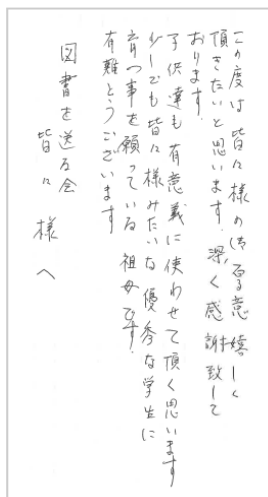 この度は皆々様の御厚意嬉しく
頂きたいと思います。深く感謝致して
おります。
子供達も有意義に使わせて頂く思います
少しでも皆々様みたいな優秀な学生に
育つ事を願っている祖母です。
有難とうございます
図書を送る会
皆々様へ